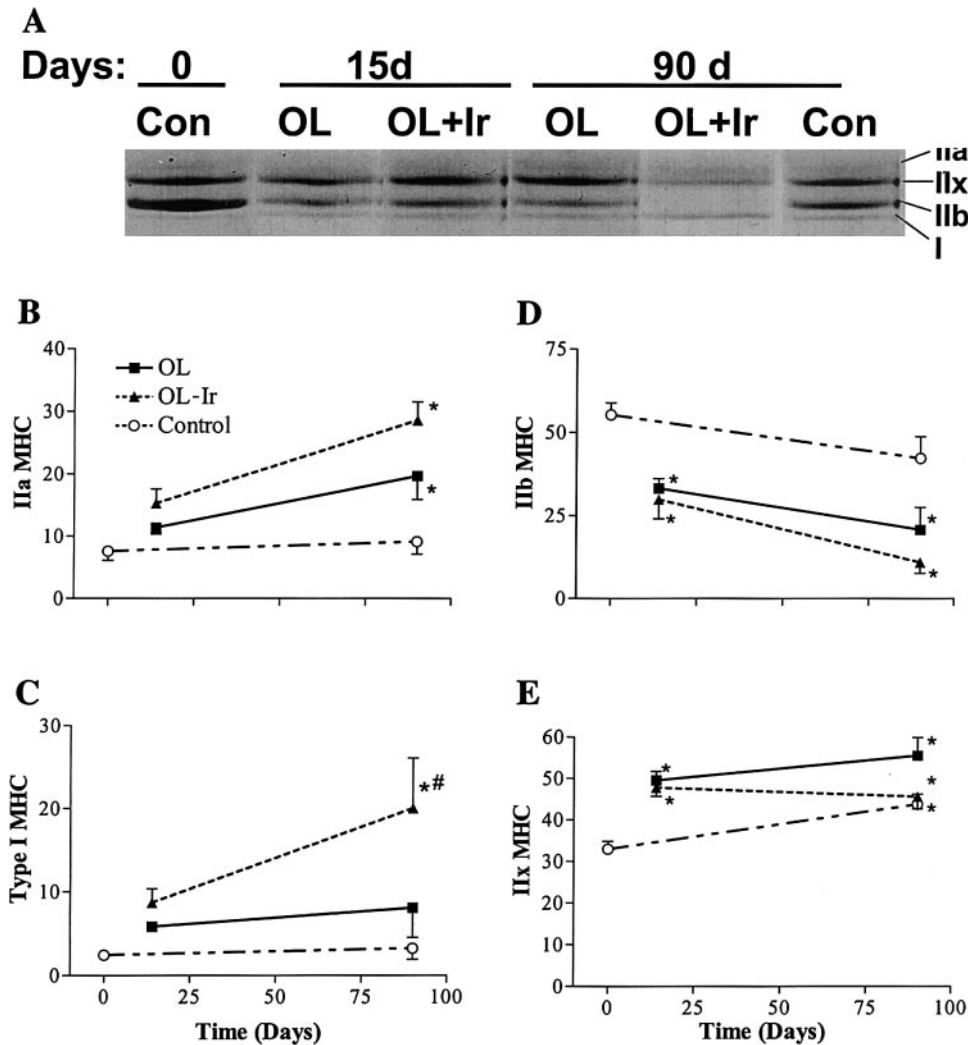 A
Days: 0 15d 90 d
Con OL OL+Ir OL OL+Ir Con
IIa
IIx
IIb
I
B
40
30
20
10
0
IIa MHC
OL
OL-Ir
Control
*
*
D
75
50
25
0
IIb MHC
*
*
*
*
C
30
20
10
0
Type I MHC
*#
0 25 50 75 100
Time (Days)
E
60
50
40
30
20
10
0
IIx MHC
*
*
*
*
*
0 25 50 75 100
Time (Days)